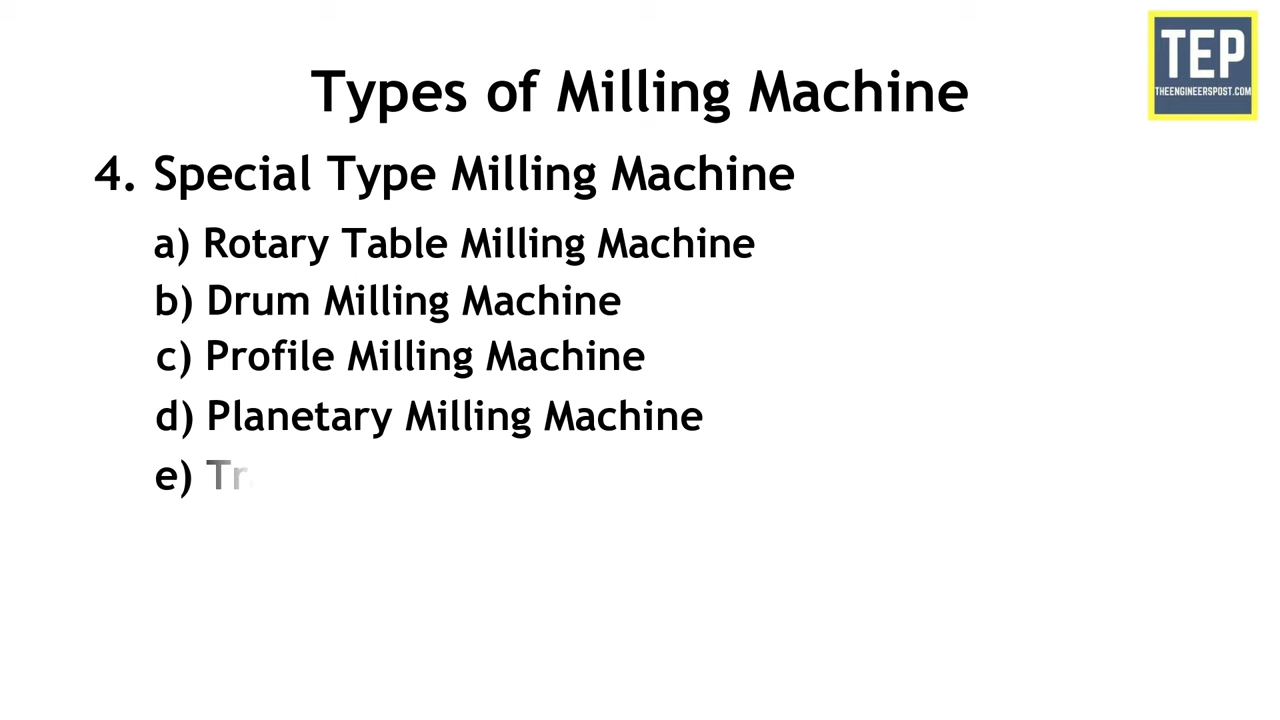 TEP
THEENGINEERSPOST.COM
Types of Milling Machine
4. Special Type Milling Machine
a) Rotary Table Milling Machine
b) Drum Milling Machine
c) Profile Milling Machine
d) Planetary Milling Machine
e) Tr